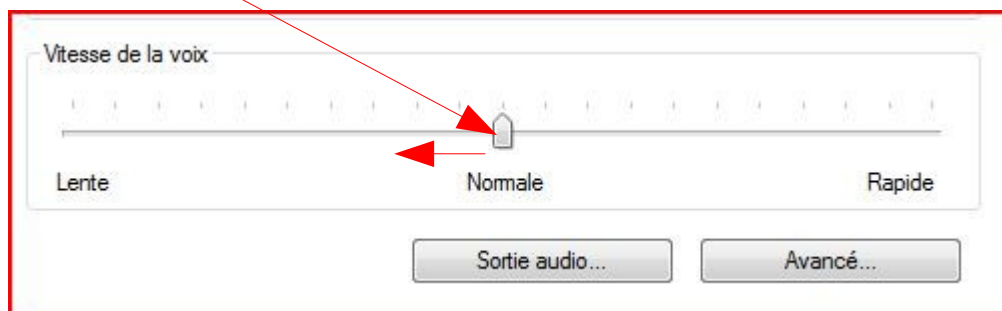 Vitesse de la voix
Lente Normale Rapide
Sortie audio... Avancé...